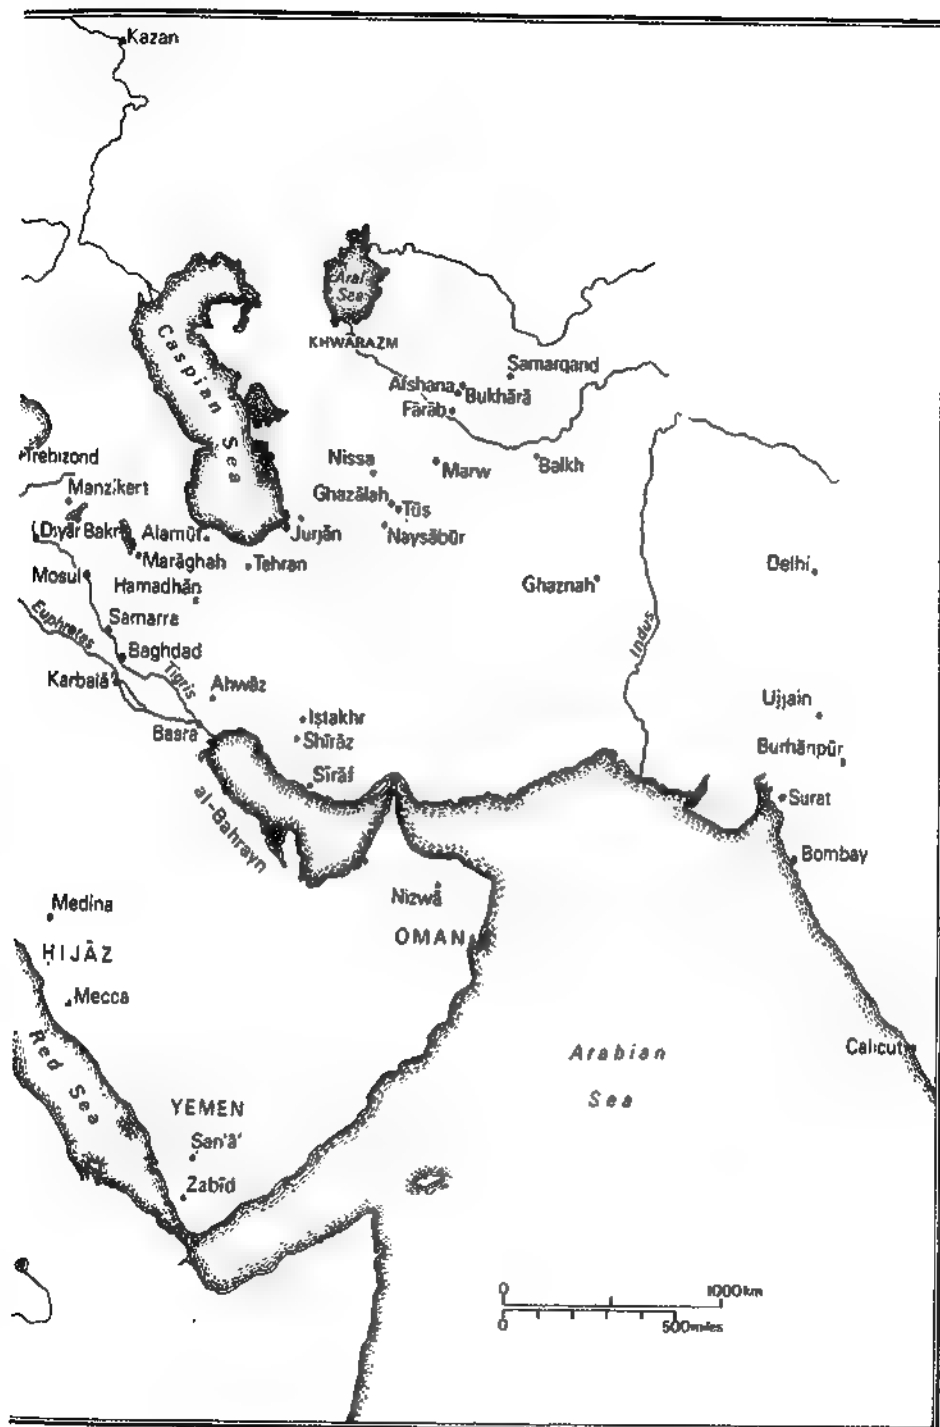 Kazan
Aral
Sea
Caspian Sea
KHWĀRAZM
Samarqand
Afshana
Bukhārā
Fārāb
Trebizond
Nissa
Marw
Balkh
Manzikert
Ghazālah
Tūs
Diyār Bakr
Alamūt
Jurjān
Naysābūr
Marāghah
Tehran
Delhi
Mosul
Hamadhān
Ghaznah
Euphrates
Samarra
Indus
Baghdad
Karbalā
Tigris
Ahwāz
Ujjain
Iṣṭakhr
Basra
Shīrāz
Burhānpūr
Sīrāf
al-Bahrayn
Surat
Bombay
Medina
Nizwā
HIJĀZ
OMAN
Mecca
Red Sea
Arabian
Sea
Calicut
YEMEN
Ṣan'ā'
Zabīd
0 1000km
0 500miles